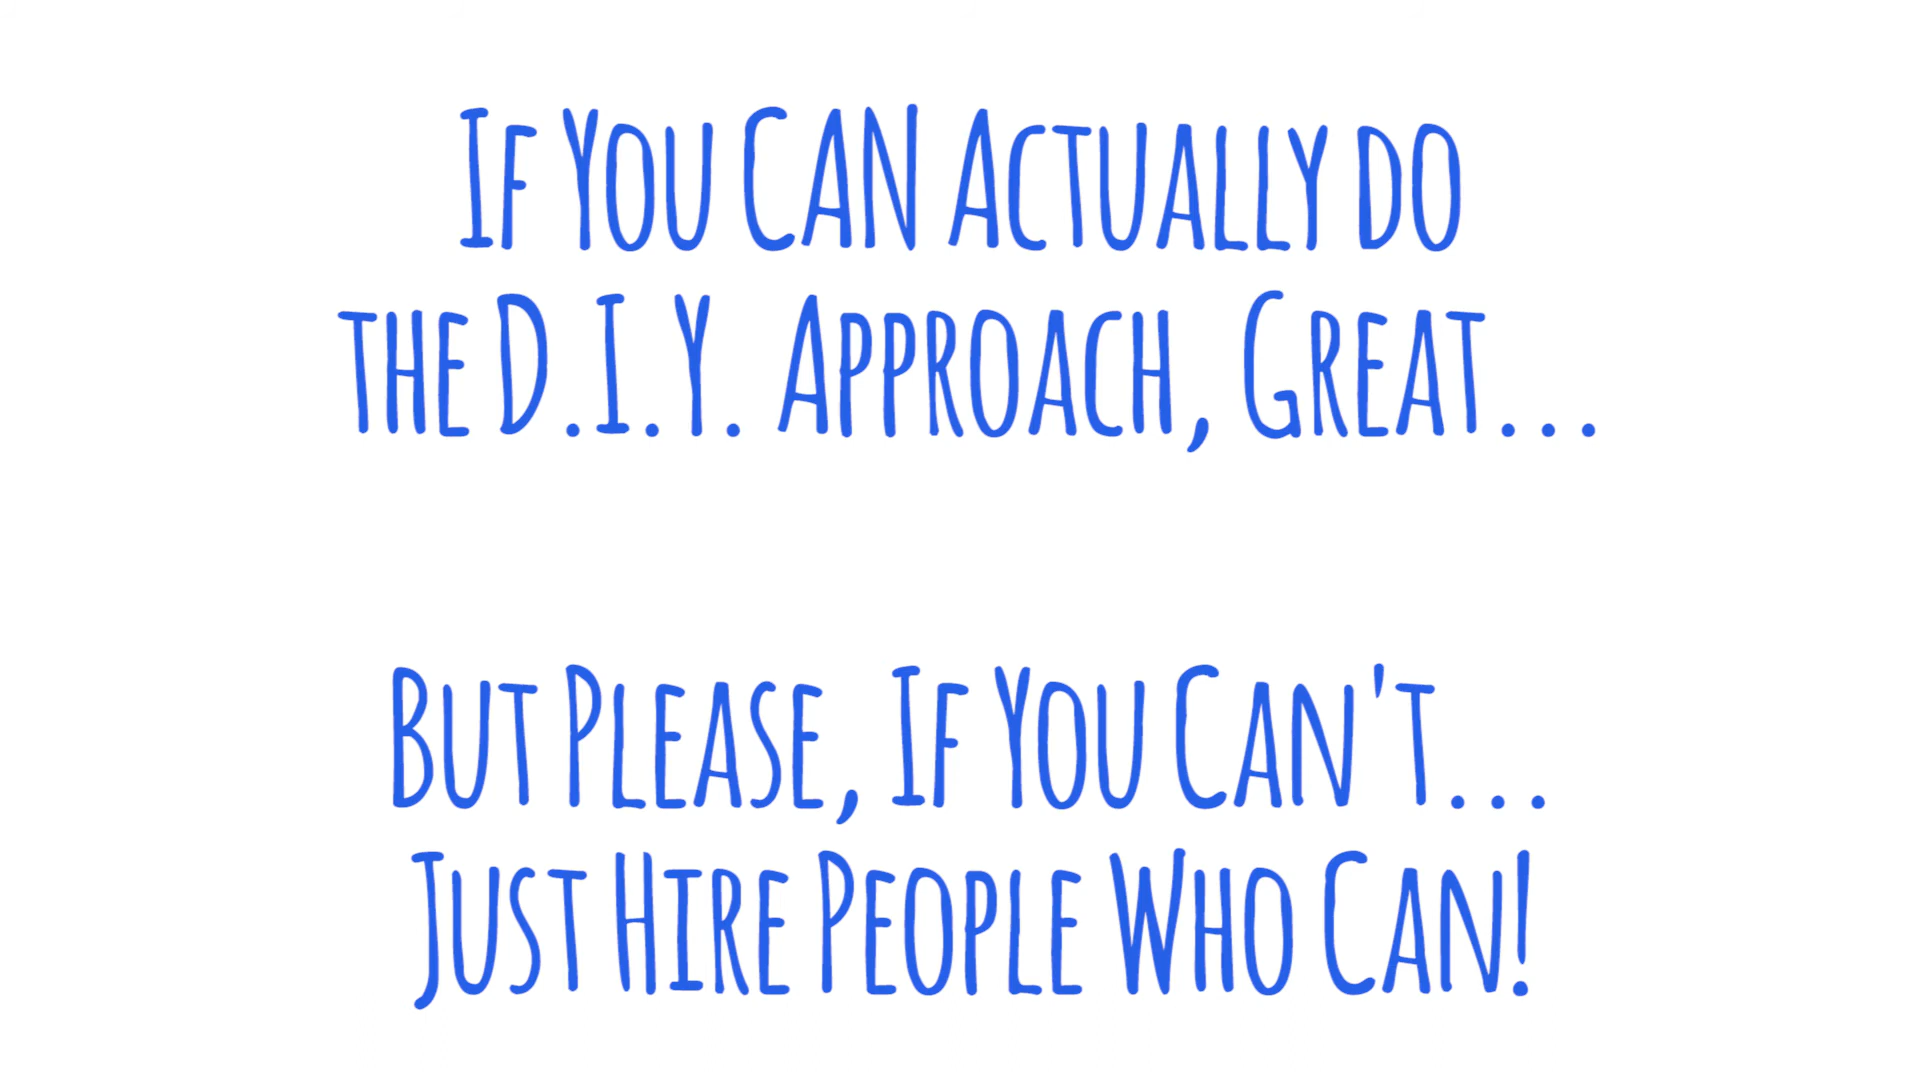 If You CAN Actually do
the D.I.Y. Approach, Great...
But Please, If You Can't...
Just Hire People Who Can!